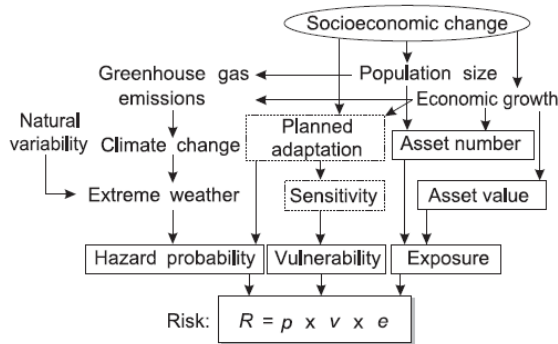 Socioeconomic change
Greenhouse gas
emissions
Population size
Economic growth
Natural
variability
Climate change
Planned
adaptation
Asset number
Extreme weather
Sensitivity
Asset value
Hazard probability
Vulnerability
Exposure
Risk:
R = p x v x e